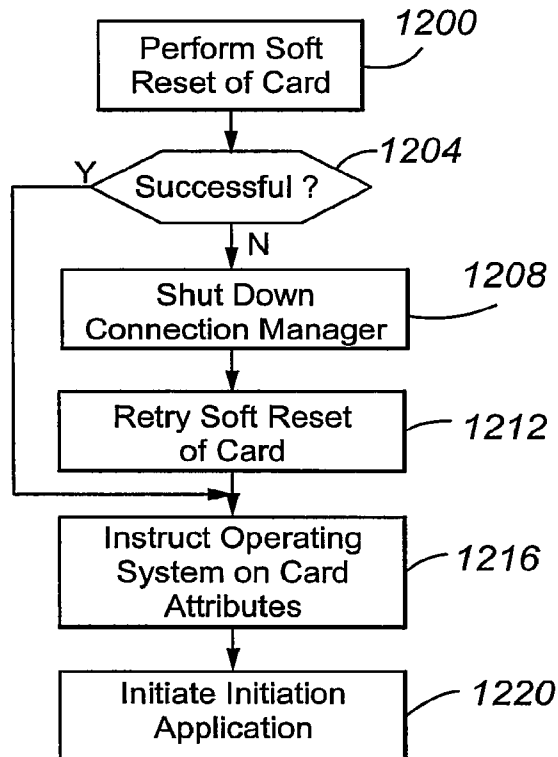 1200
Perform Soft
Reset of Card
1204
Y
Successful ?
N
1208
Shut Down
Connection Manager
Retry Soft Reset
of Card
1212
Instruct Operating
System on Card
Attributes
1216
Initiate Initiation
Application
1220